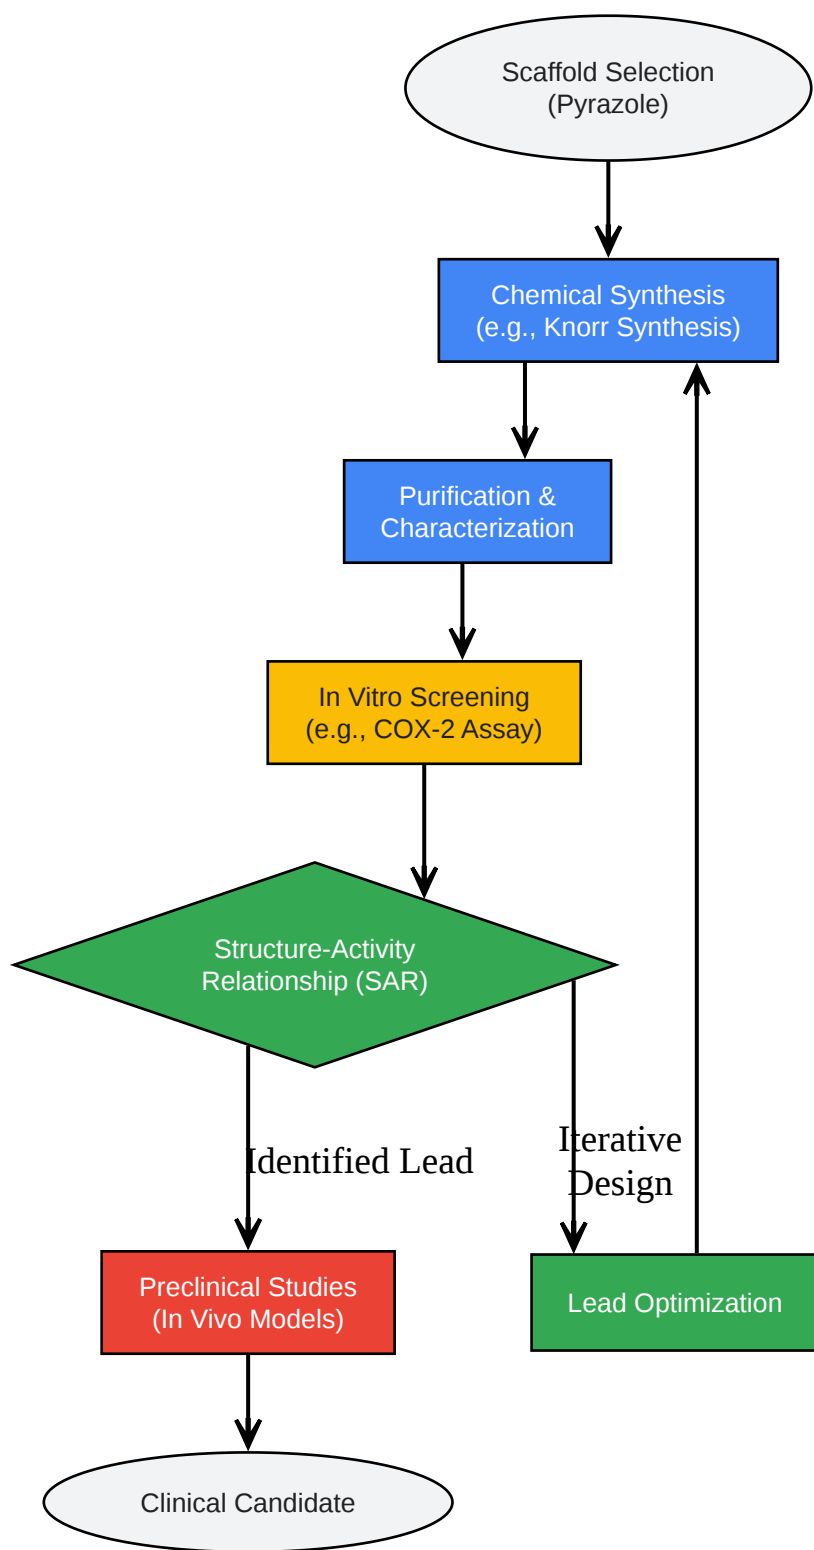 Scaffold Selection
(Pyrazole)
Chemical Synthesis
(e.g., Knorr Synthesis)
Purification &
Characterization
In Vitro Screening
(e.g., COX-2 Assay)
Structure-Activity
Relationship (SAR)
Identified Lead
Iterative
Design
Preclinical Studies
(In Vivo Models)
Lead Optimization
Clinical Candidate